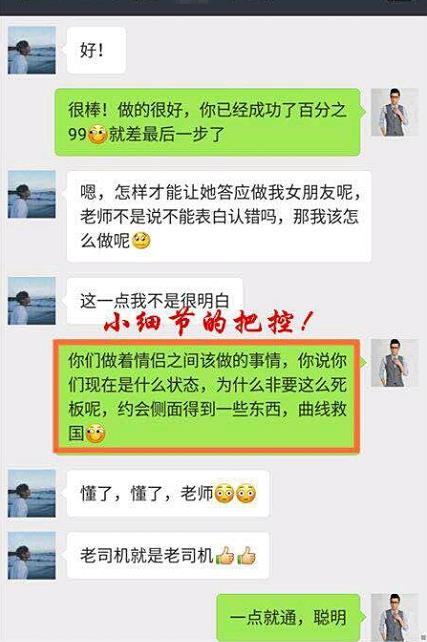 好！
很棒！做的很好，你已经成功了百分之
99就差最后一步了
嗯，怎样才能让她答应做我女朋友呢，
老师不是说不能表白认错吗，那我该怎
么做呢
这一点我不是很明白
小细节的把控！
你们做着情侣之间该做的事情，你说你
们现在是什么状态，为什么非要这么死
板呢，约会侧面得到一些东西，曲线救
国
懂了，懂了，老师
老司机就是老司机
一点就通，聪明